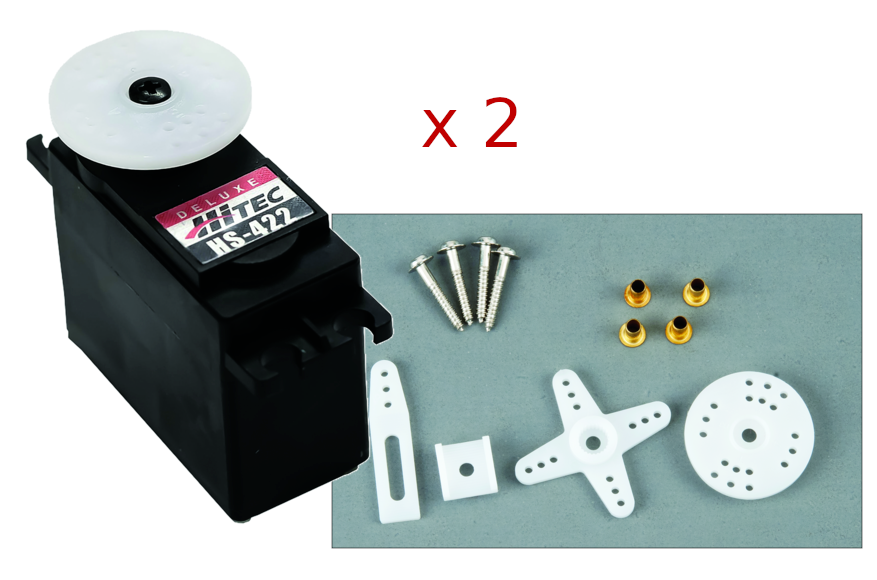 x 2
DELUXE
HiTEC
HS-422